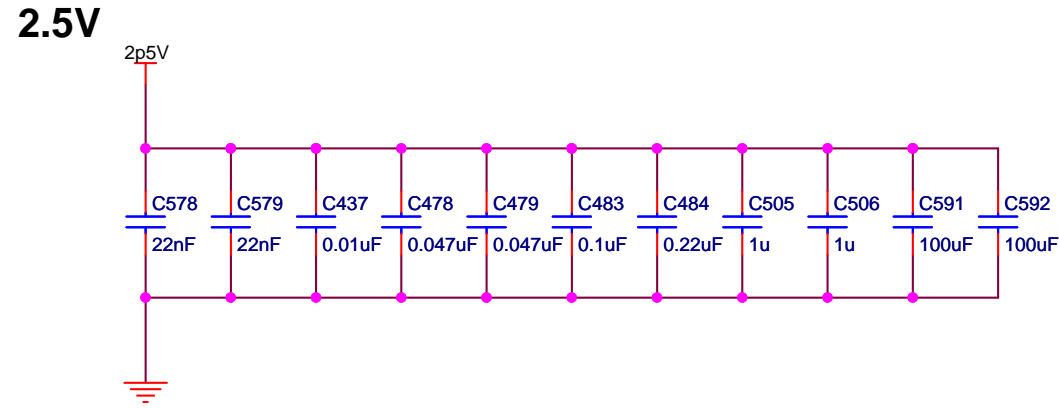 2.5V
2p5V
C578 C579 C437 C478 C479 C483 C484 C505 C506 C591 C592
22nF 22nF 0.01uF 0.047uF 0.047uF 0.1uF 0.22uF 1u 1u 100uF 100uF